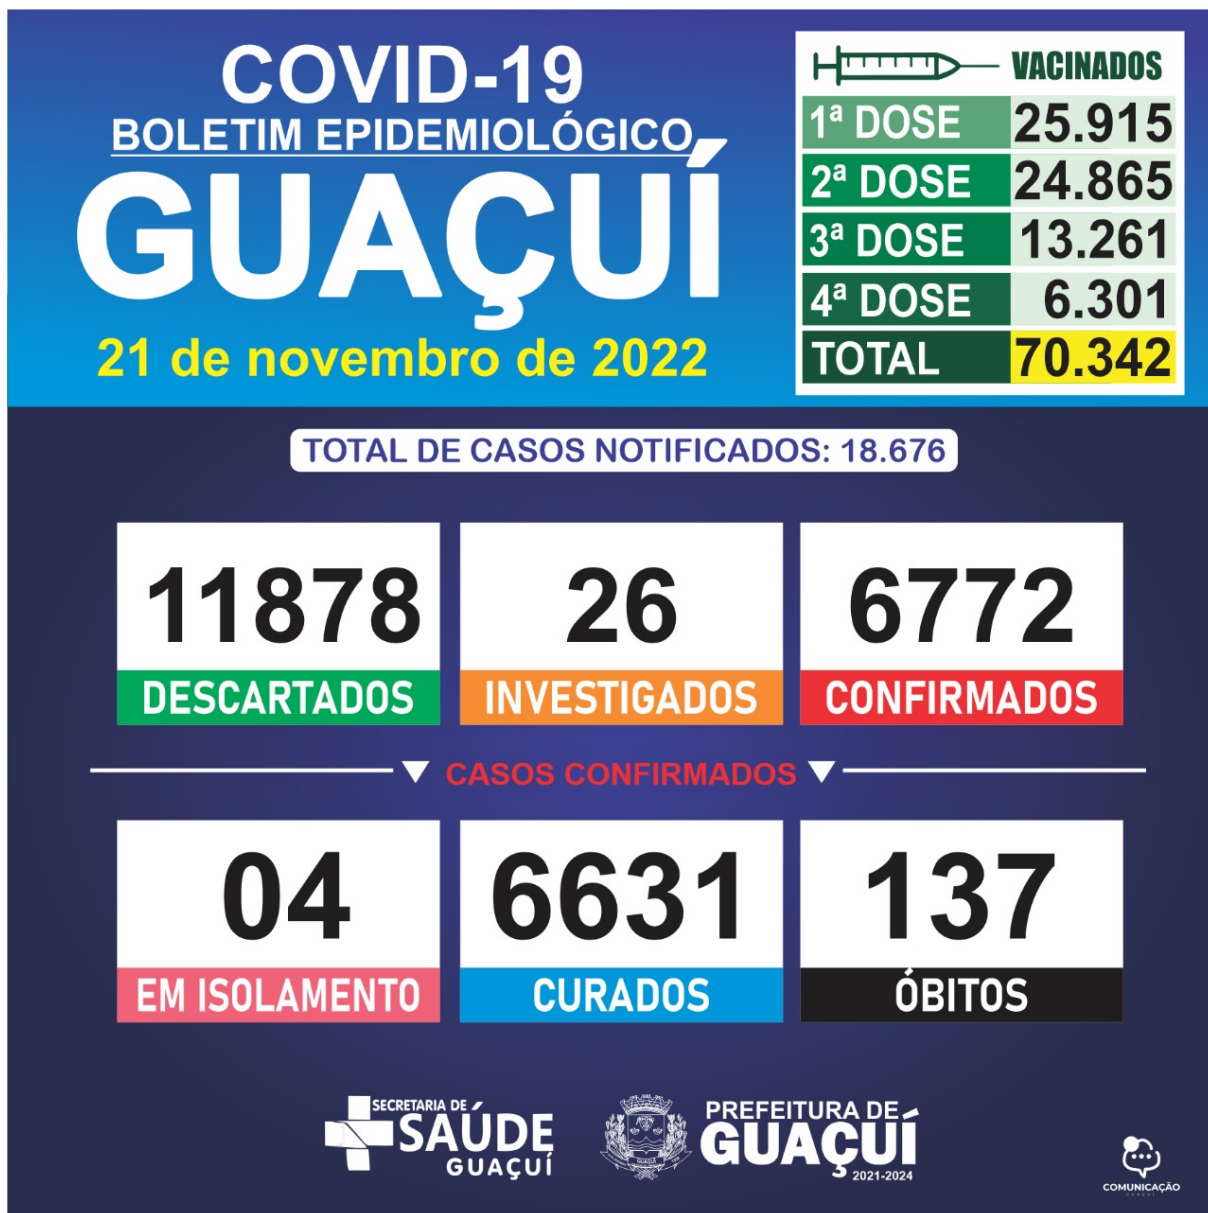 COVID-19
BOLETIM EPIDEMIOLÓGICO
GUAÇUÍ
21 de novembro de 2022
VACINADOS
1ª DOSE 25.915
2ª DOSE 24.865
3ª DOSE 13.261
4ª DOSE 6.301
TOTAL 70.342
TOTAL DE CASOS NOTIFICADOS: 18.676
11878 26 6772
DESCARTADOS INVESTIGADOS CONFIRMADOS
CASOS CONFIRMADOS
04 6631 137
EM ISOLAMENTO CURADOS ÓBITOS
SECRETARIA DE
SAÚDE
GUAÇUÍ
PREFEITURA DE
GUAÇUÍ
2021-2024
COMUNICAÇÃO
GUAÇUÍ